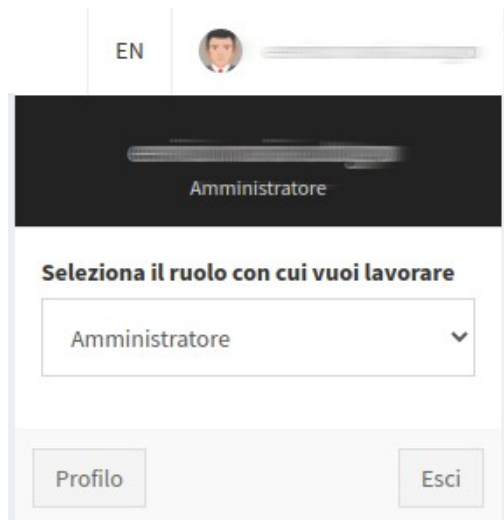 EN
Amministratore
Seleziona il ruolo con cui vuoi lavorare
Amministratore
Profilo Esci